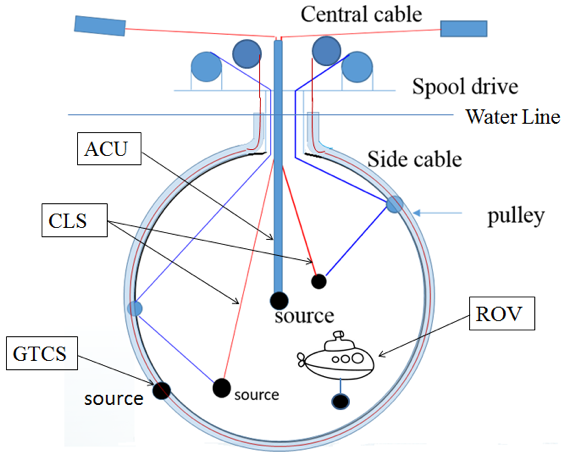 Central cable
Spool drive
Water Line
ACU
Side cable
CLS
pulley
source
ROV
GTCS
source
source